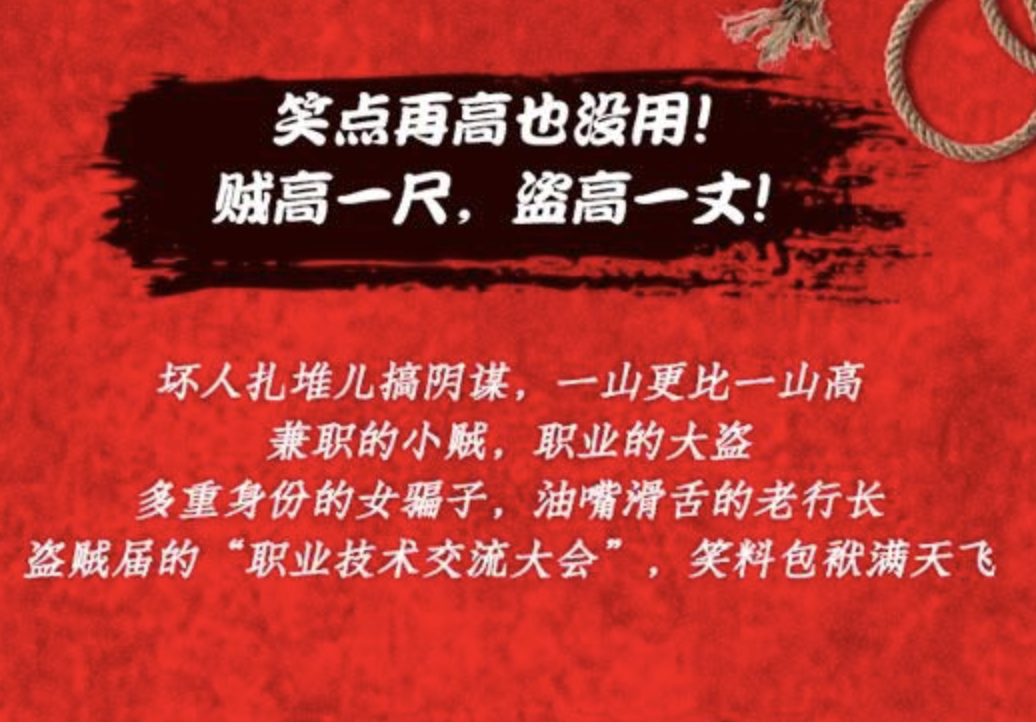 笑点再高也没用！
贼高一尺，盗高一丈！
坏人扎堆儿搞阴谋，一山更比一山高
兼职的小贼，职业的大盗
多重身份的女骗子，油嘴滑舌的老行长
盗贼届的“职业技术交流大会”，笑料包袱满天飞